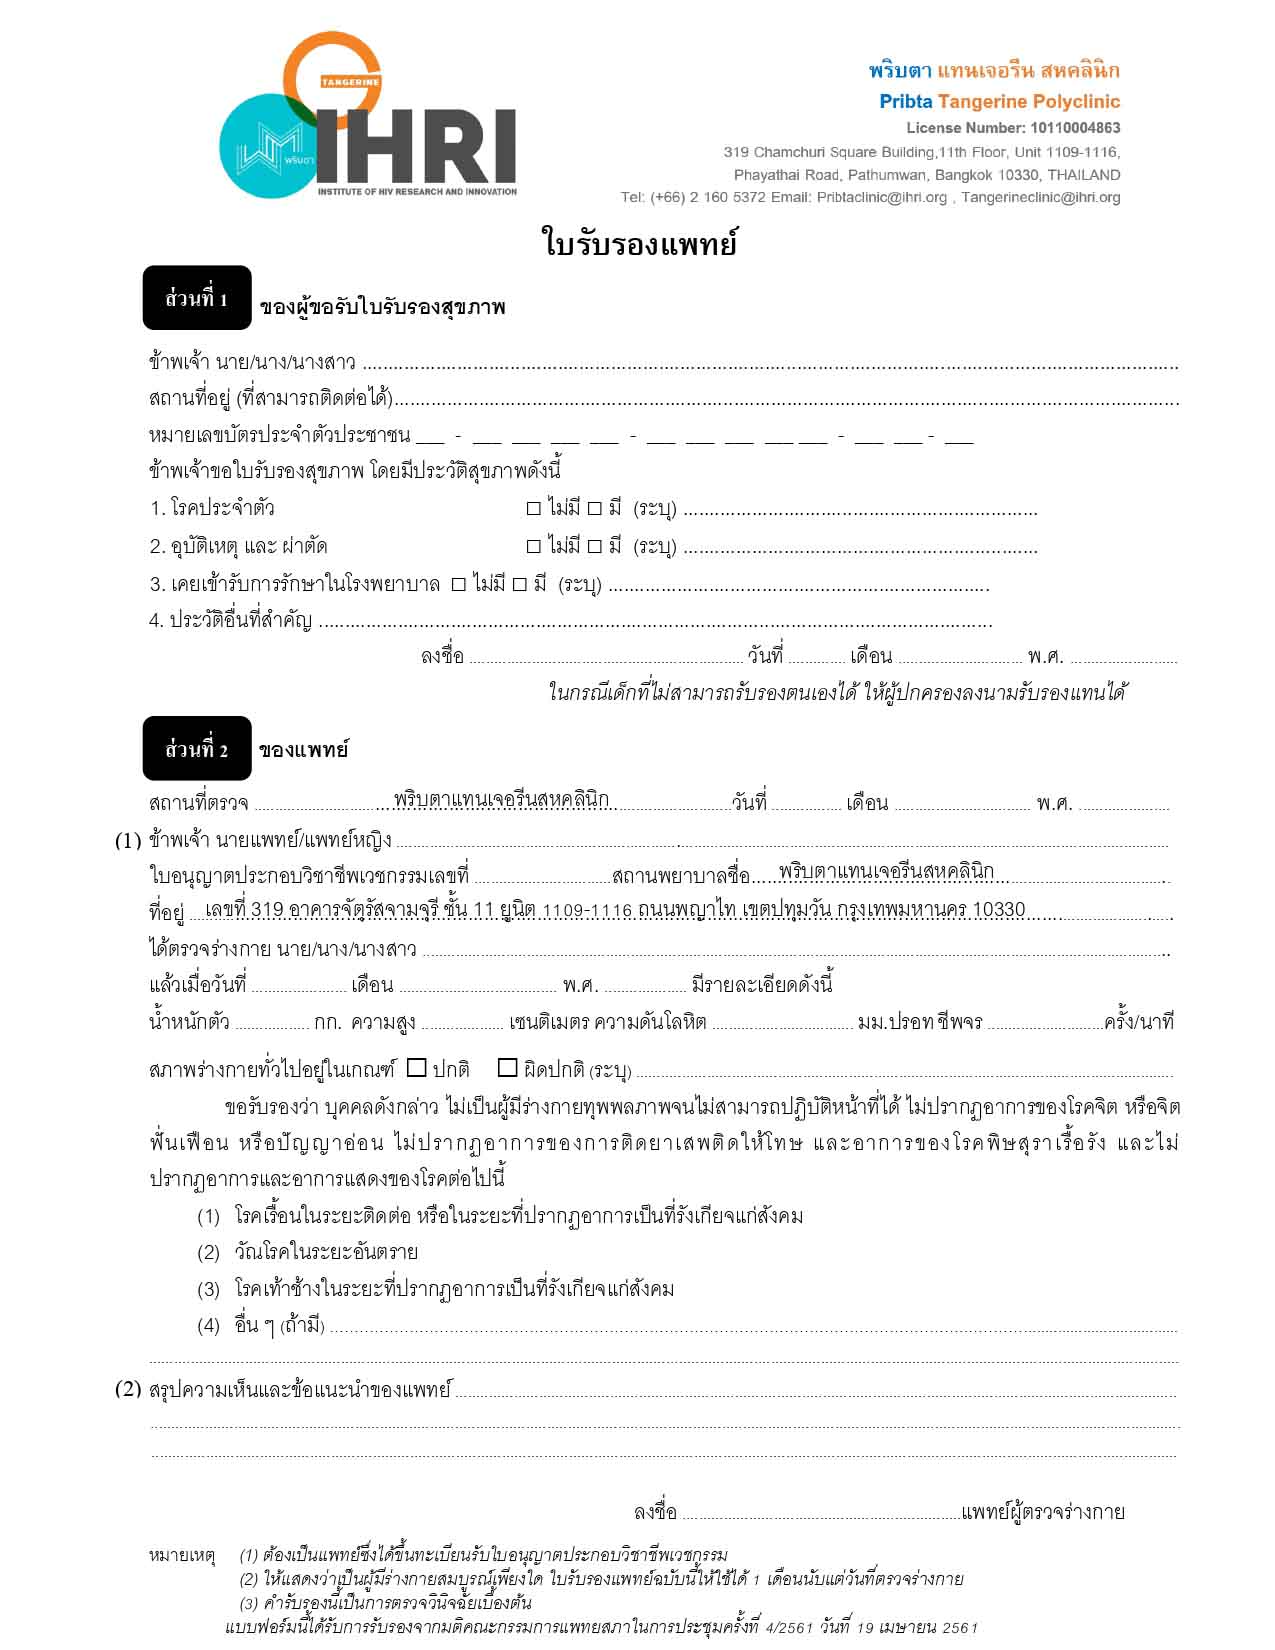 TANGERINE
พริบตา
IHRI
INSTITUTE OF HIV RESEARCH AND INNOVATION
พริบตา แทนเจอรีน สหคลินิก
Pribta Tangerine Polyclinic
License Number: 10110004863
319 Chamchuri Square Building,11th Floor, Unit 1109-1116,
Phayathai Road, Pathumwan, Bangkok 10330, THAILAND
Tel: (+66) 2 160 5372 Email: Pribtaclinic@ihri.org , Tangerineclinic@ihri.org
ใบรับรองแพทย์
ส่วนที่ 1 ของผู้ขอรับใบรับรองสุขภาพ
ข้าพเจ้า นาย/นาง/นางสาว ........................................
สถานที่อยู่ (ที่สามารถติดต่อได้)........................................
หมายเลขบัตรประจำตัวประชาชน ___ - ___ ___ ___ ___ - ___ ___ ___ ___ ___ - ___ ___ - ___
ข้าพเจ้าขอใบรับรองสุขภาพ โดยมีประวัติสุขภาพดังนี้
1. โรคประจำตัว □ ไม่มี □ มี (ระบุ) ........................................
2. อุบัติเหตุ และ ผ่าตัด □ ไม่มี □ มี (ระบุ) ........................................
3. เคยเข้ารับการรักษาในโรงพยาบาล □ ไม่มี □ มี (ระบุ) ........................................
4. ประวัติอื่นที่สำคัญ ........................................
ลงชื่อ .................... วันที่ .......... เดือน .................... พ.ศ. ....................
ในกรณีเด็กที่ไม่สามารถรับรองตนเองได้ ให้ผู้ปกครองลงนามรับรองแทนได้
ส่วนที่ 2 ของแพทย์
สถานที่ตรวจ .......... พริบตาแทนเจอรีนสหคลินิก .......... วันที่ .......... เดือน .................... พ.ศ. ..........
(1) ข้าพเจ้า นายแพทย์/แพทย์หญิง ........................................
ใบอนุญาตประกอบวิชาชีพเวชกรรมเลขที่ ....................สถานพยาบาลชื่อ.....พริบตาแทนเจอรีนสหคลินิก..........
ที่อยู่ ...เลขที่ 319 อาคารจัตุรัสจามจุรี ชั้น 11 ยูนิต 1109-1116 ถนนพญาไท เขตปทุมวัน กรุงเทพมหานคร 10330..........
ได้ตรวจร่างกาย นาย/นาง/นางสาว ........................................
แล้วเมื่อวันที่ .......... เดือน .................... พ.ศ. .......... มีรายละเอียดดังนี้
น้ำหนักตัว .......... กก. ความสูง .......... เซนติเมตร ความดันโลหิต .................... มม.ปรอท ชีพจร ....................ครั้ง/นาที
สภาพร่างกายทั่วไปอยู่ในเกณฑ์ □ ปกติ □ ผิดปกติ (ระบุ) ........................................
ขอรับรองว่า บุคคลดังกล่าว ไม่เป็นผู้มีร่างกายทุพพลภาพจนไม่สามารถปฏิบัติหน้าที่ได้ ไม่ปรากฏอาการของโรคจิต หรือจิต
ฟั่นเฟือน หรือปัญญาอ่อน ไม่ปรากฏอาการของการติดยาเสพติดให้โทษ และอาการของโรคพิษสุราเรื้อรัง และไม่
ปรากฏอาการและอาการแสดงของโรคต่อไปนี้
(1) โรคเรื้อนในระยะติดต่อ หรือในระยะที่ปรากฏอาการเป็นที่รังเกียจแก่สังคม
(2) วัณโรคในระยะอันตราย
(3) โรคเท้าช้างในระยะที่ปรากฏอาการเป็นที่รังเกียจแก่สังคม
(4) อื่น ๆ (ถ้ามี) ........................................
(2) สรุปความเห็นและข้อแนะนำของแพทย์ ........................................
ลงชื่อ ........................................แพทย์ผู้ตรวจร่างกาย
หมายเหตุ (1) ต้องเป็นแพทย์ซึ่งได้ขึ้นทะเบียนรับใบอนุญาตประกอบวิชาชีพเวชกรรม
(2) ให้แสดงว่าเป็นผู้มีร่างกายสมบูรณ์เพียงใด ใบรับรองแพทย์ฉบับนี้ให้ใช้ได้ 1 เดือนนับแต่วันที่ตรวจร่างกาย
(3) คำรับรองนี้เป็นการตรวจวินิจฉัยเบื้องต้น
แบบฟอร์มนี้ได้รับการรับรองจากมติคณะกรรมการแพทยสภาในการประชุมครั้งที่ 4/2561 วันที่ 19 เมษายน 2561